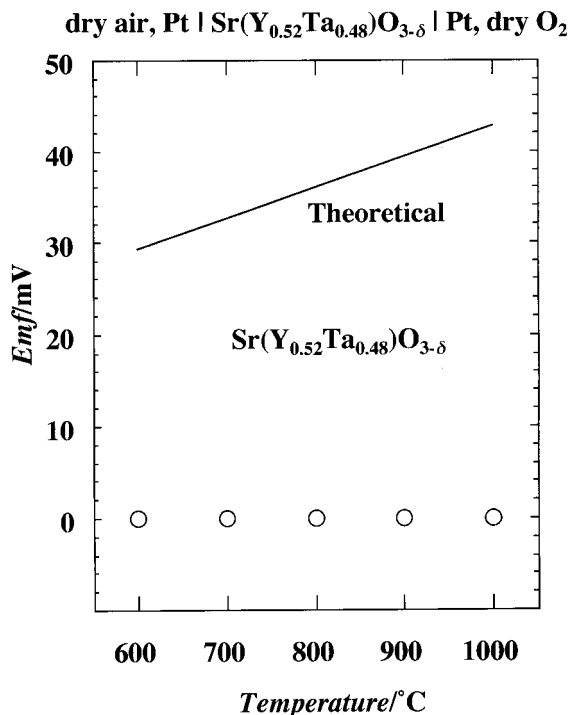 dry air, Pt | Sr(Y₀.₅₂Ta₀.₄₈)O₃₋δ | Pt, dry O₂
50
40
Theoretical
30
Emf/mV
20
Sr(Y₀.₅₂Ta₀.₄₈)O₃₋δ
10
0
600 700 800 900 1000
Temperature/°C